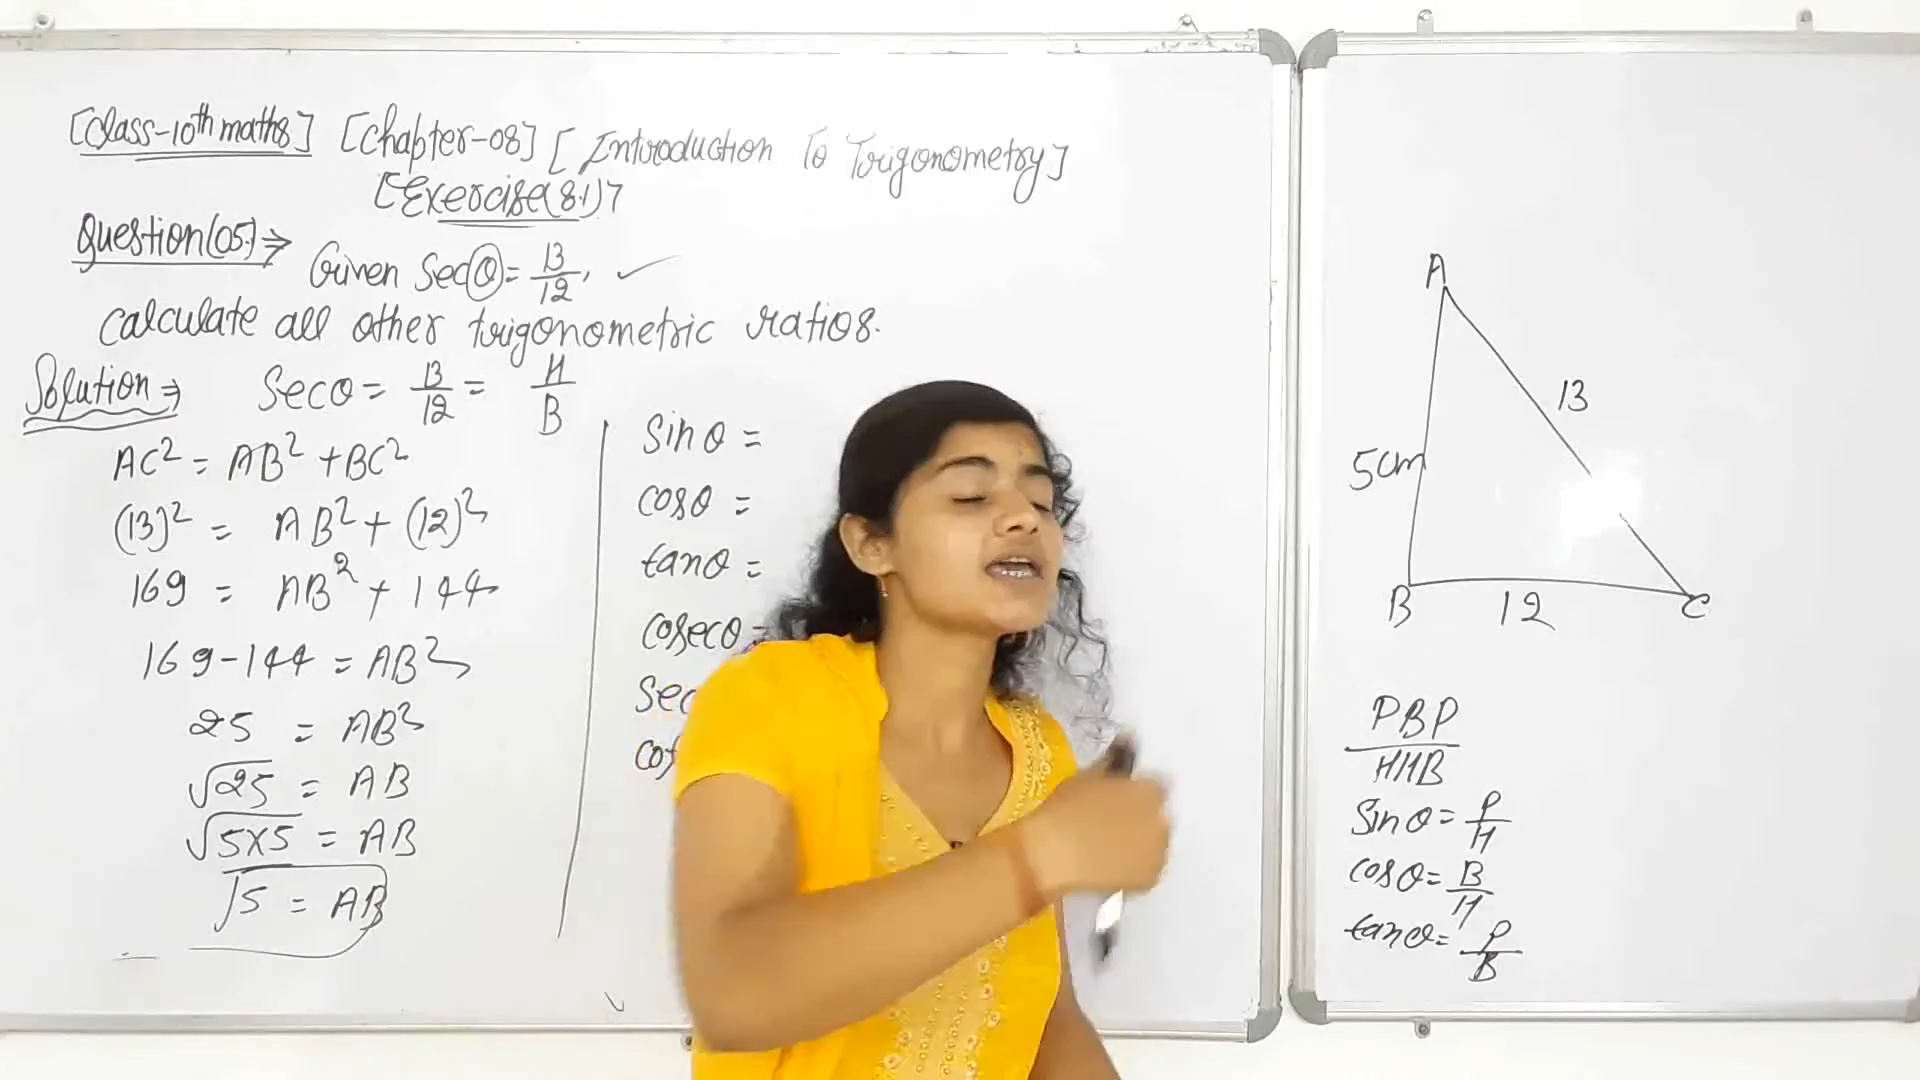 [Class-10th maths] [Chapter-08] [Introduction To Trigonometry]
[Exercise(8.1)]
Question(05) ⇒ Given Secθ = 13/12,
Calculate all other trigonometric ratios.
Solution ⇒ Secθ = 13/12 = H/B
AC² = AB² + BC²
(13)² = AB² + (12)²
169 = AB² + 144
169-144 = AB²
25 = AB²
√25 = AB
√5×5 = AB
5 = AB
Sinθ =
Cosθ =
tanθ =
Cosecθ =
Sec
Cot
A
13
5cm
B
12
C
PBP
HHB
Sinθ = P/H
Cosθ = B/H
tanθ = P/B